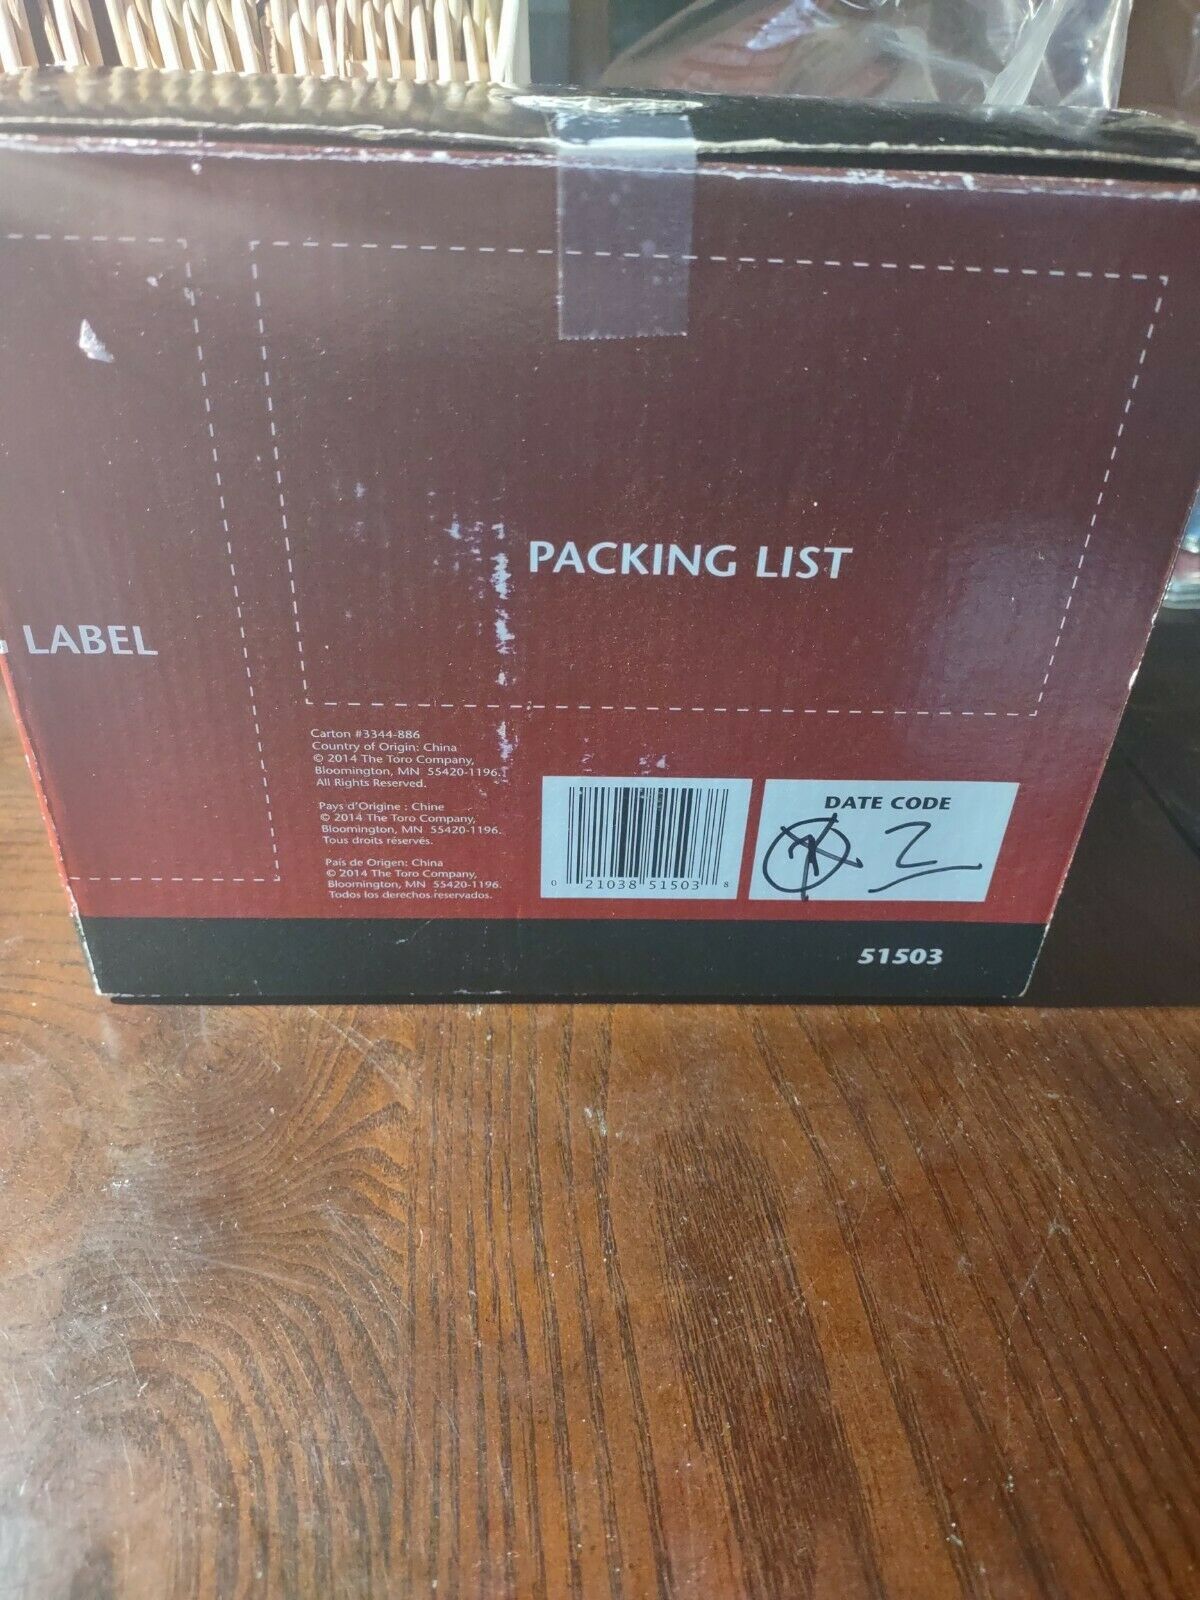 LABEL
PACKING LIST
Carton #3344-886
Country of Origin: China
© 2014 The Toro Company,
Bloomington, MN 55420-1196.
All Rights Reserved.
Pays d'Origine : Chine
© 2014 The Toro Company,
Bloomington, MN 55420-1196.
Tous droits réservés.
País de Origen: China
© 2014 The Toro Company,
Bloomington, MN 55420-1196.
Todos los derechos reservados.
0 21038 51503 8
DATE CODE
2
51503